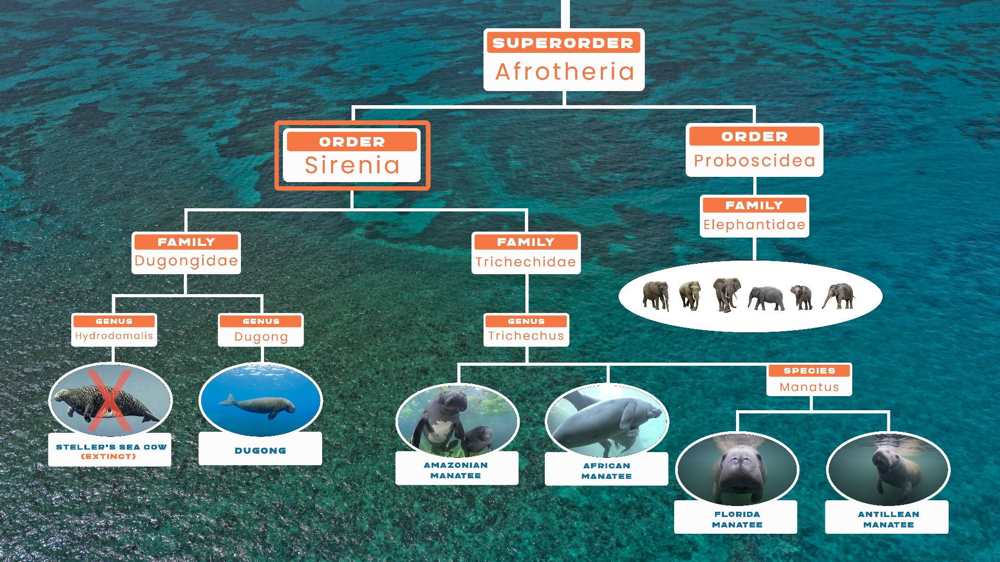 SUPERORDER
Afrotheria
ORDER
Sirenia
ORDER
Proboscidea
FAMILY
Elephantidae
FAMILY
Dugongidae
FAMILY
Trichechidae
GENUS
Hydrodamalis
GENUS
Dugong
GENUS
Trichechus
SPECIES
Manatus
STELLER'S SEA COW
(EXTINCT)
DUGONG
AMAZONIAN
MANATEE
AFRICAN
MANATEE
FLORIDA
MANATEE
ANTILLEAN
MANATEE